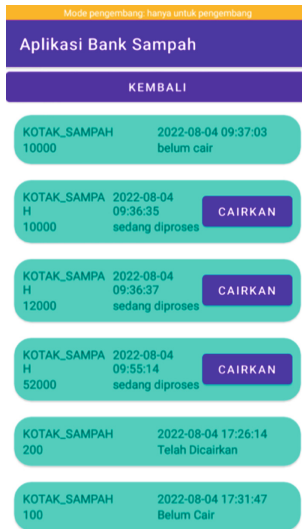 Mode pengembang: hanya untuk pengembang
Aplikasi Bank Sampah
KEMBALI
KOTAK_SAMPAH 2022-08-04 09:37:03
10000 belum cair
KOTAK_SAMPA 2022-08-04
H 09:36:35
10000 sedang diproses
CAIRKAN
KOTAK_SAMPA 2022-08-04
H 09:36:37
12000 sedang diproses
CAIRKAN
KOTAK_SAMPA 2022-08-04
H 09:55:14
52000 sedang diproses
CAIRKAN
KOTAK_SAMPAH 2022-08-04 17:26:14
200 Telah Dicairkan
KOTAK_SAMPAH 2022-08-04 17:31:47
100 Belum Cair